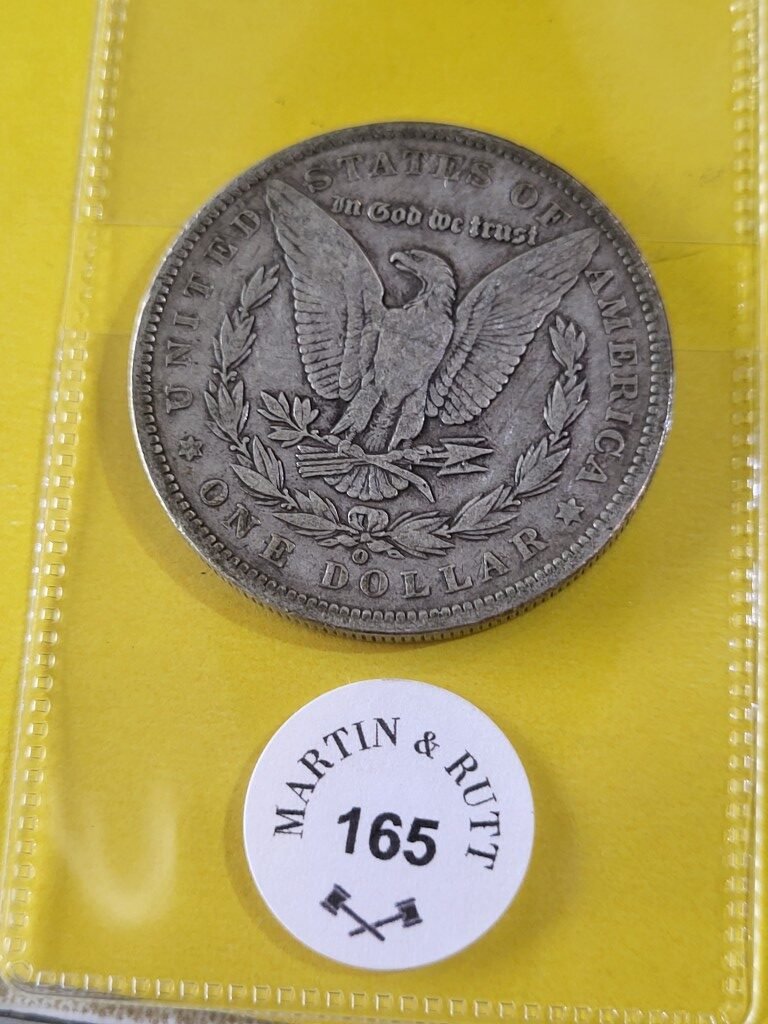 UNITED STATES OF AMERICA
In God we trust
ONE DOLLAR
O
MARTIN & RUTT
165